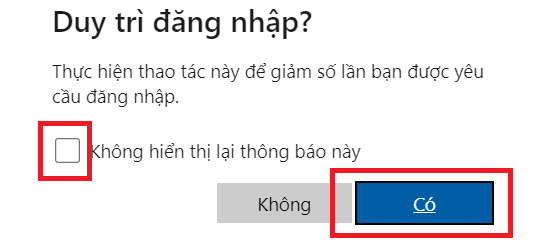 Duy trì đăng nhập?
Thực hiện thao tác này để giảm số lần bạn được yêu
cầu đăng nhập.
Không hiển thị lại thông báo này
Không
Có